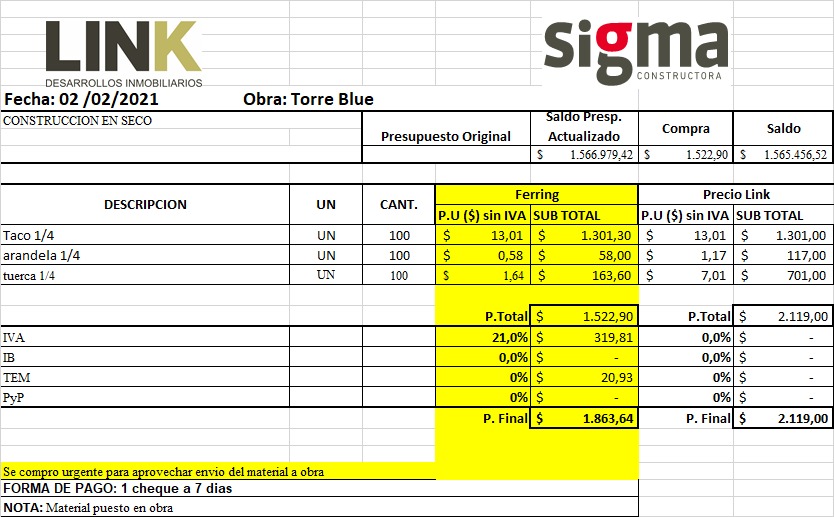 LINK
DESARROLLOS INMOBILIARIOS
sigma
CONSTRUCTORA
Fecha: 02 /02/2021 Obra: Torre Blue
CONSTRUCCION EN SECO
Presupuesto Original Saldo Presp. Actualizado Compra Saldo
$ 1.566.979,42 $ 1.522,90 $ 1.565.456,52
DESCRIPCION UN CANT. Ferring Precio Link
P.U ($) sin IVA SUB TOTAL P.U ($) sin IVA SUB TOTAL
Taco 1/4 UN 100 $ 13,01 $ 1.301,30 $ 13,01 $ 1.301,00
arandela 1/4 UN 100 $ 0,58 $ 58,00 $ 1,17 $ 117,00
tuerca 1/4 UN 100 $ 1,64 $ 163,60 $ 7,01 $ 701,00
P.Total $ 1.522,90 P.Total $ 2.119,00
IVA 21,0% $ 319,81 0,0% $ -
IB 0,0% $ - 0,0% $ -
TEM 0% $ 20,93 0% $ -
PyP 0% $ - 0% $ -
P. Final $ 1.863,64 P. Final $ 2.119,00
Se compro urgente para aprovechar envio del material a obra
FORMA DE PAGO: 1 cheque a 7 dias
NOTA: Material puesto en obra